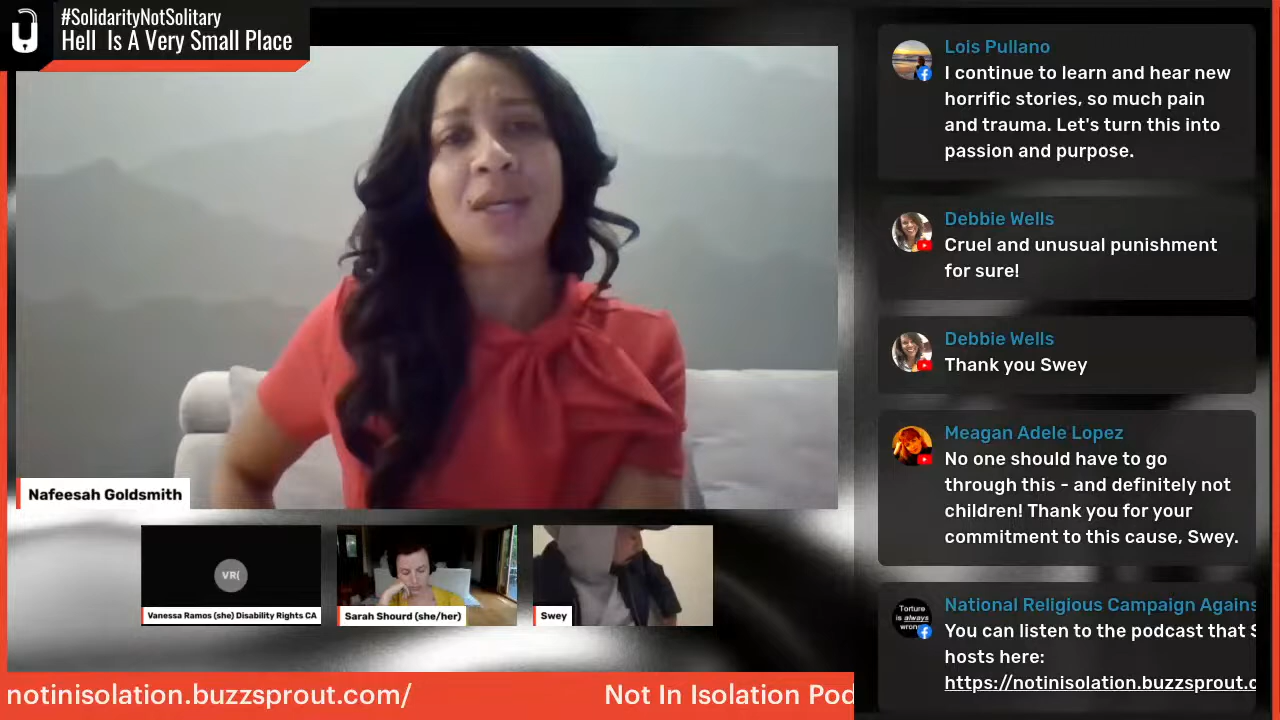 #SolidarityNotSolitary
Hell Is A Very Small Place
Nafeesah Goldsmith
VR(
Vanessa Ramos (she) Disability Rights CA
Sarah Shourd (she/her)
Swey
notinisolation.buzzsprout.com/
Not In Isolation Pod
Lois Pullano
I continue to learn and hear new
horrific stories, so much pain
and trauma. Let's turn this into
passion and purpose.
Debbie Wells
Cruel and unusual punishment
for sure!
Debbie Wells
Thank you Swey
Meagan Adele Lopez
No one should have to go
through this - and definitely not
children! Thank you for your
commitment to this cause, Swey.
Torture
is always
wrong
National Religious Campaign Agains
You can listen to the podcast that S
hosts here:
https://notinisolation.buzzsprout.c